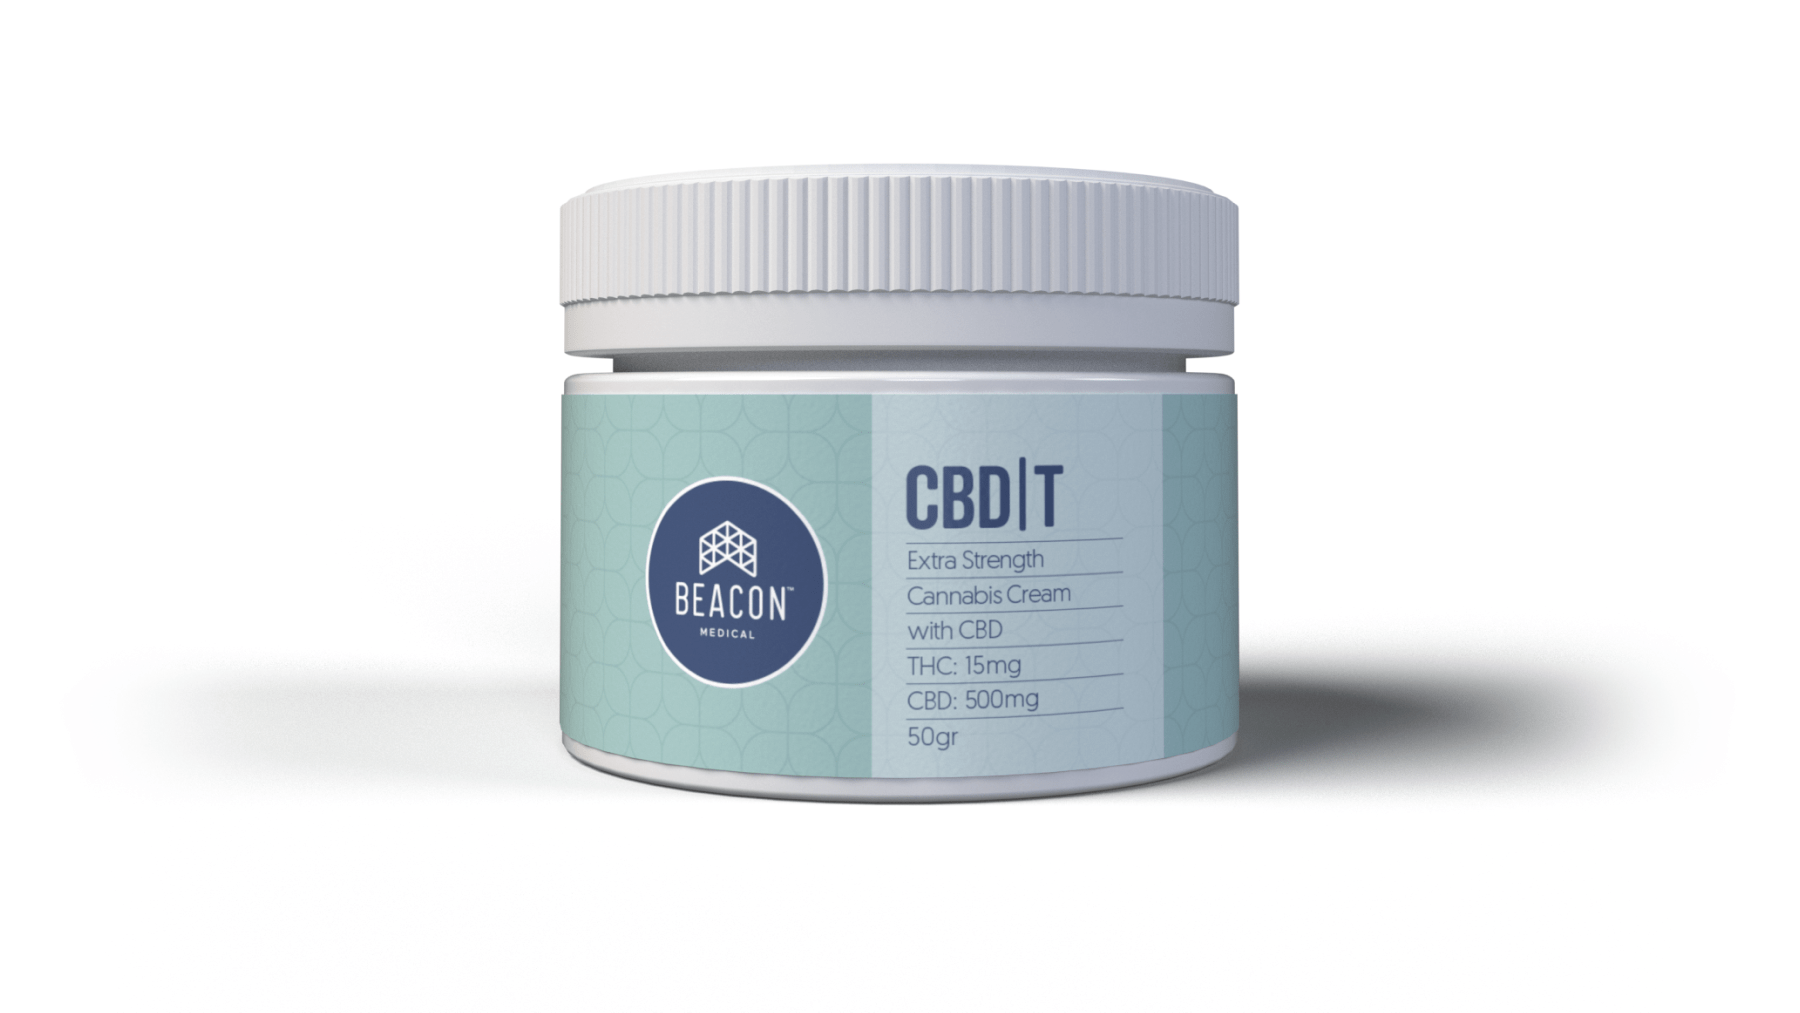 BEACON™
MEDICAL
CBD|T
Extra Strength
Cannabis Cream
with CBD
THC: 15mg
CBD: 500mg
50gr